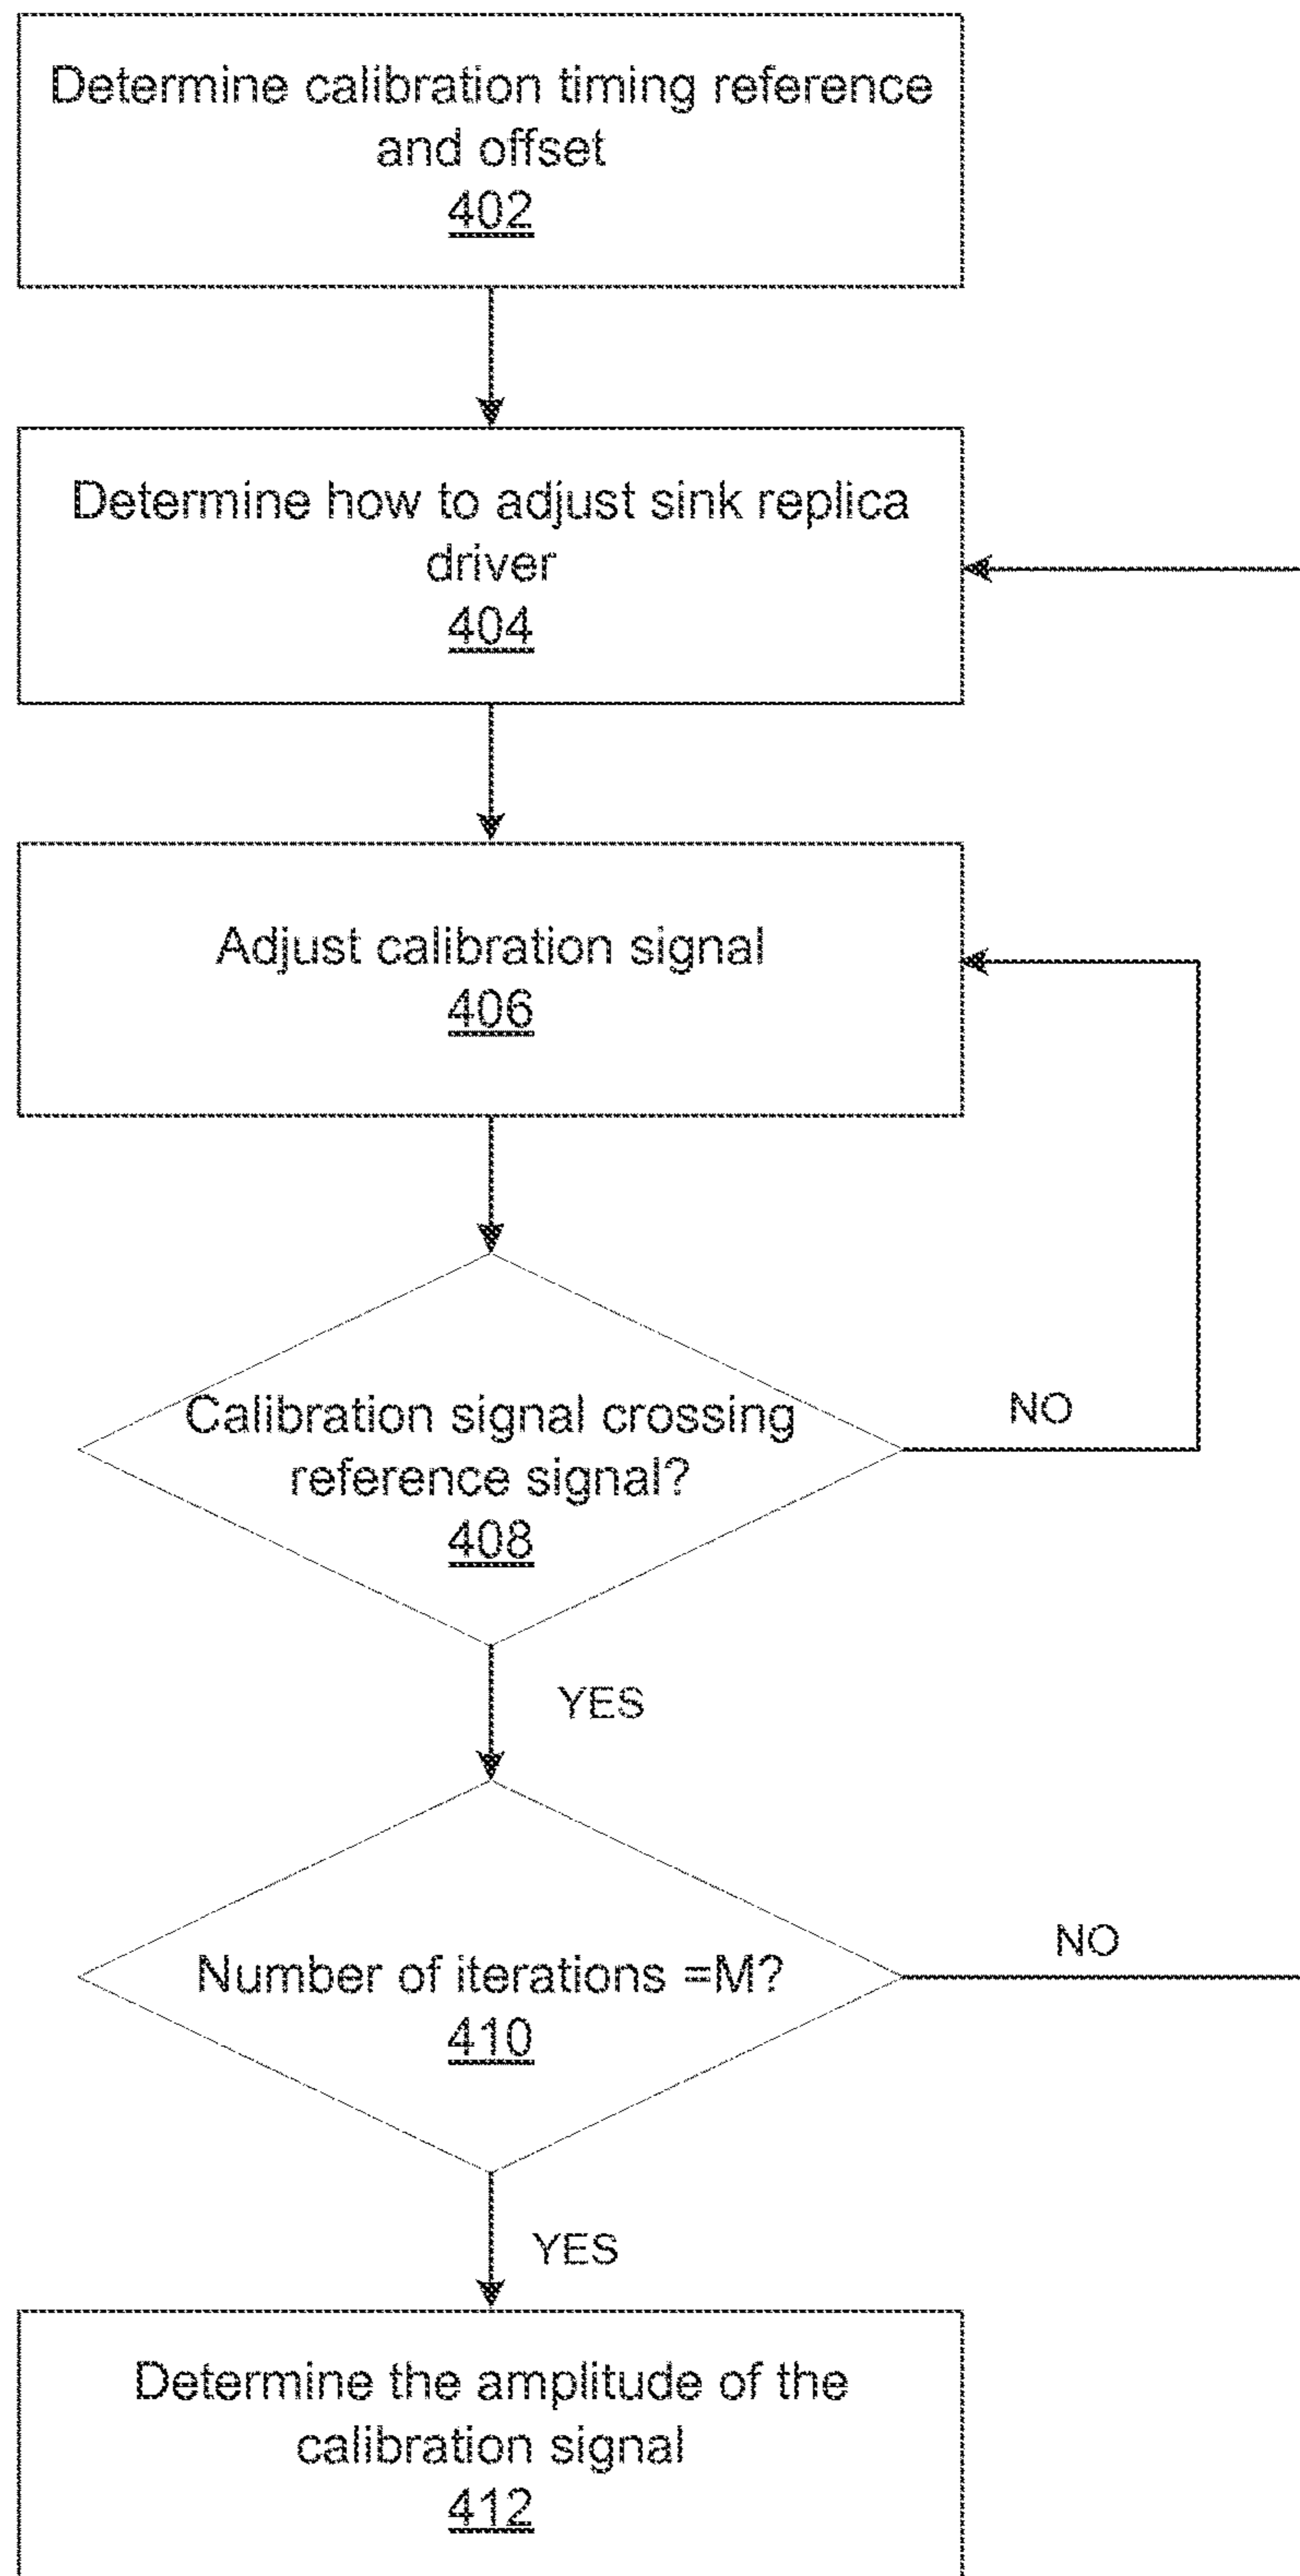 Determine calibration timing reference
and offset
402
Determine how to adjust sink replica
driver
404
Adjust calibration signal
406
Calibration signal crossing
reference signal?
408
NO
YES
Number of iterations =M?
410
NO
YES
Determine the amplitude of the
calibration signal
412